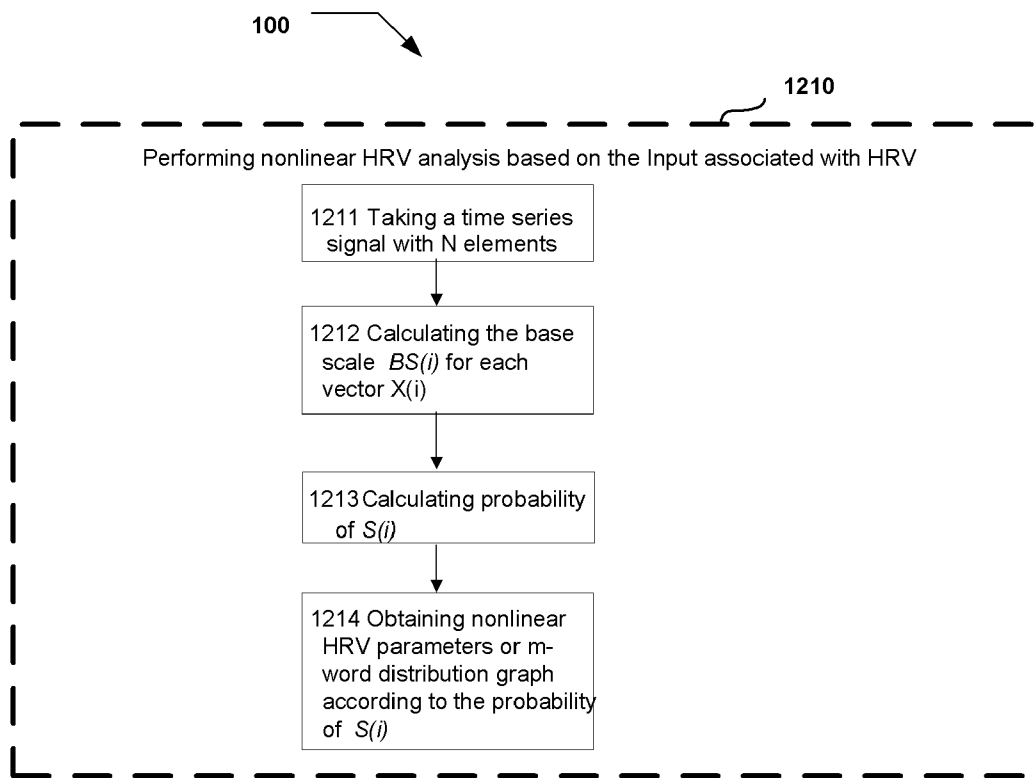 100
1210
Performing nonlinear HRV analysis based on the Input associated with HRV
1211 Taking a time series
signal with N elements
1212 Calculating the base
scale BS(i) for each
vector X(i)
1213 Calculating probability
of S(i)
1214 Obtaining nonlinear
HRV parameters or m-
word distribution graph
according to the probability
of S(i)